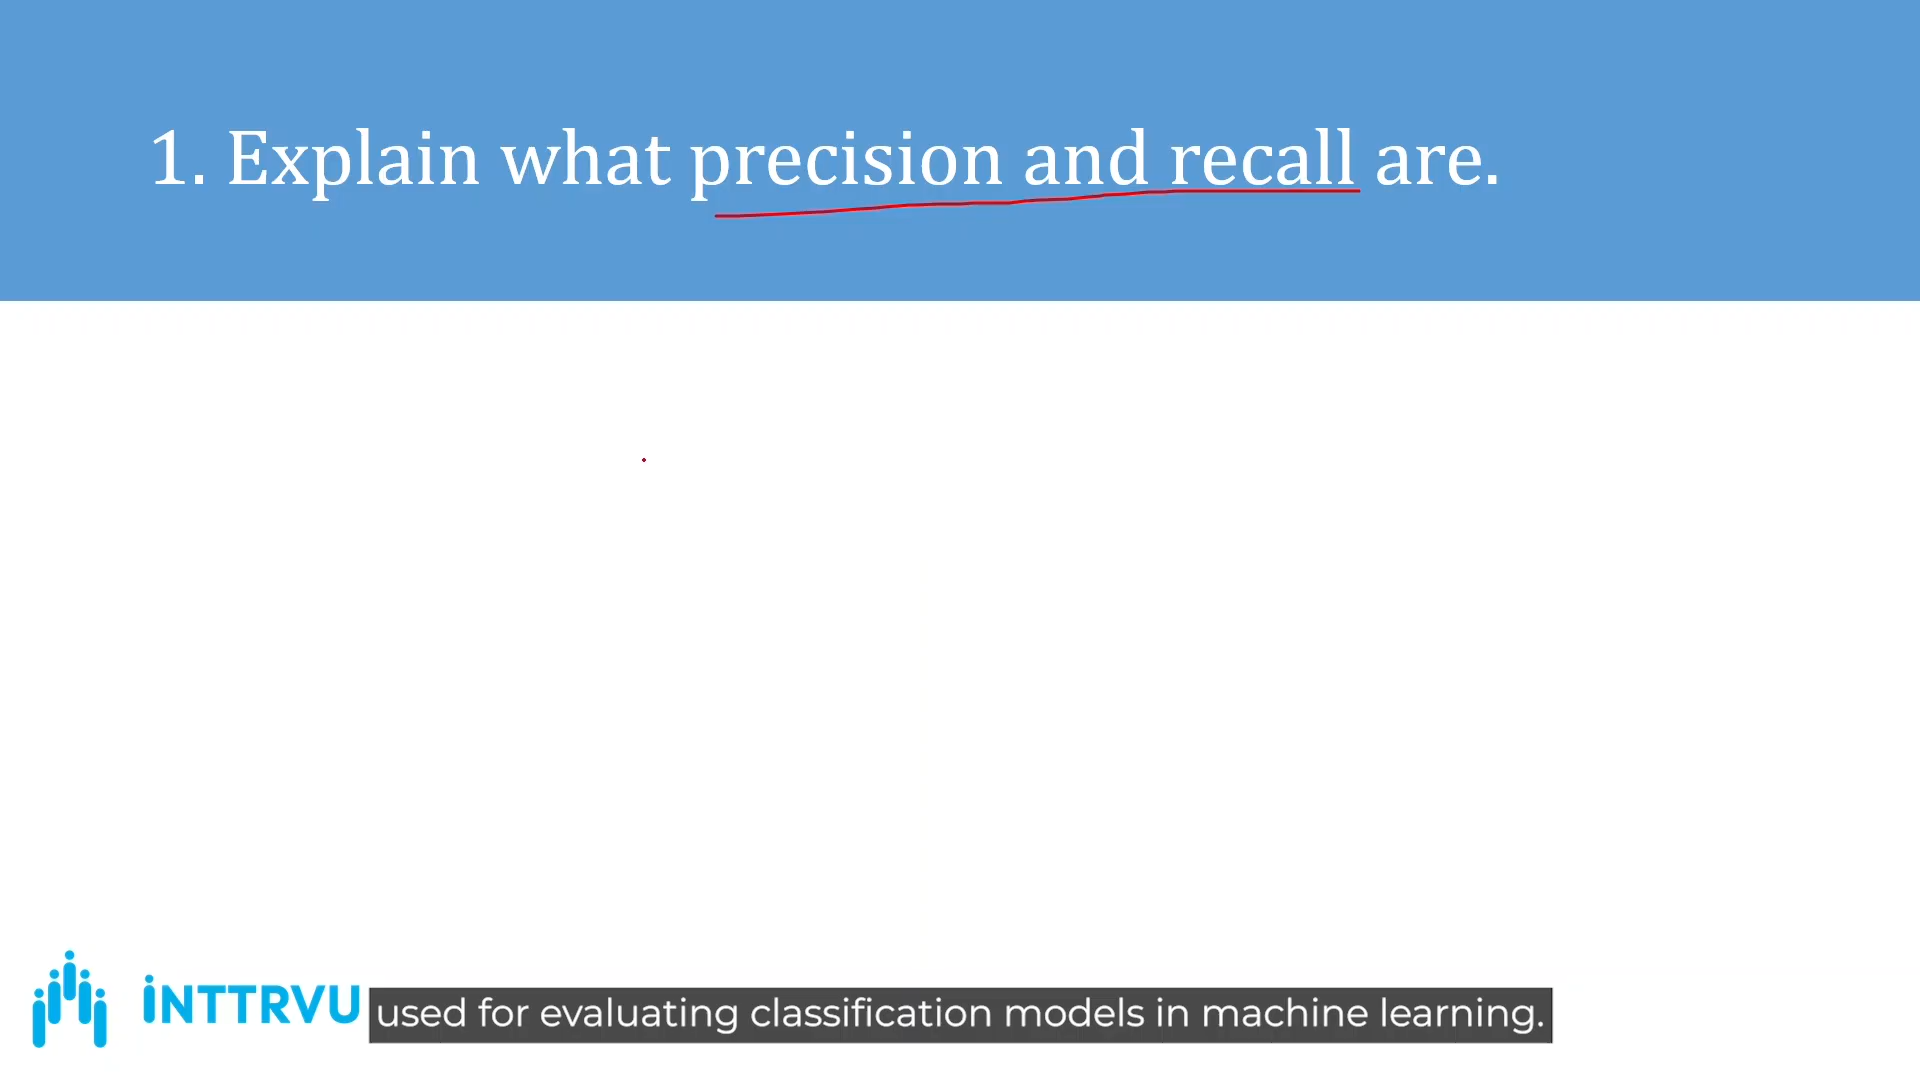 1. Explain what precision and recall are.
iNTTRVU
used for evaluating classification models in machine learning.